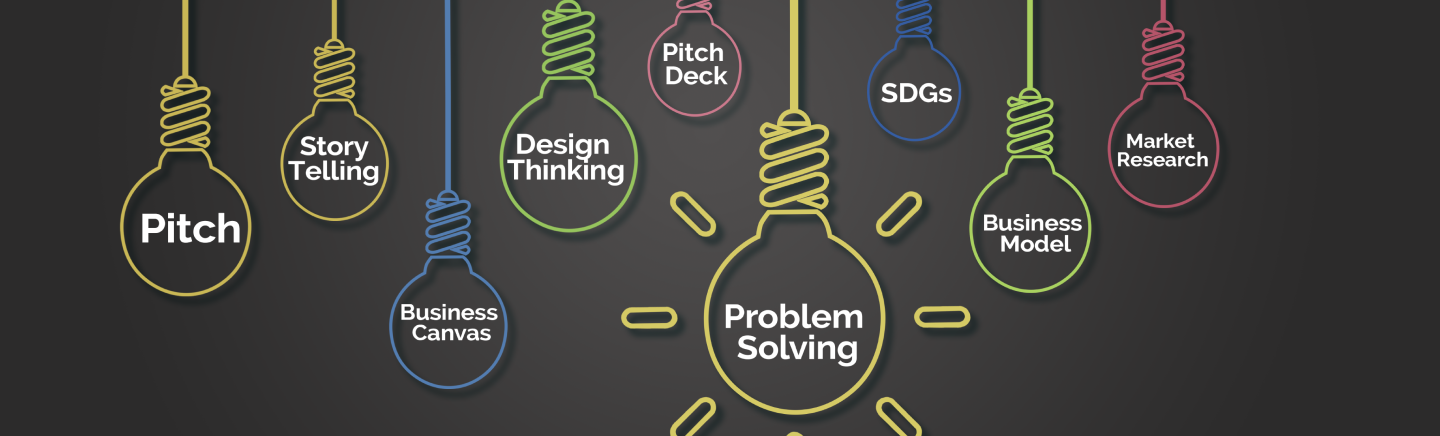 Pitch
Story
Telling
Business
Canvas
Design
Thinking
Pitch
Deck
Problem
Solving
SDGs
Business
Model
Market
Research